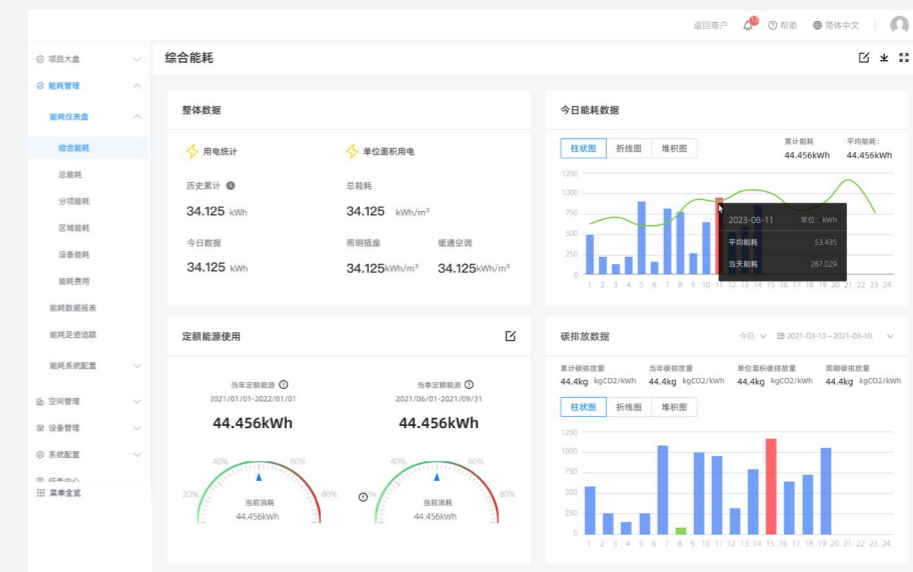 返回商户 帮助 简体中文
项目大盘
能耗管理
能耗仪表盘
综合能耗
总能耗
分项能耗
区域能耗
设备能耗
能耗费用
能耗数据报表
能耗足迹追踪
能耗系统配置
空间管理
设备管理
系统配置
任务中心
菜单全览
综合能耗
整体数据
用电统计 单位面积用电
历史累计 总能耗
34.125 kWh 34.125 kWh/m²
今日数据 照明插座 暖通空调
34.125 kWh 34.125kWh/m² 34.125kWh/m²
今日能耗数据
柱状图 折线图 堆积图
累计能耗 平均能耗:
44.456kWh 44.456kWh
1250
1000
750
500
250
0
2023-08-11 单位: kWh
平均能耗 53.435
当天能耗 287.029
1 2 3 4 5 6 7 8 9 10 11 12 13 14 15 16 17 18 19 20 21 22 23 24
定额能源使用
当年定额能源 当季定额能源
2021/01/01-2022/01/01 2021/06/01-2021/09/31
44.456kWh 44.456kWh
40% 60% 40% 60%
20% 80% 80%
当前消耗 当前消耗
44.456kWh 44.456kWh
碳排放数据
今日 2021-03-10~2021-03-10
累计碳排放量 当年碳排放量 单位面积碳排放量 周期碳排放量
44.4kg kgCO2/kWh 44.4kg kgCO2/kWh 44.4kg kgCO2/kWh 44.4kg kgCO2/kWh
柱状图 折线图 堆积图
1250
1000
750
500
250
0
1 2 3 4 5 6 7 8 9 10 11 12 13 14 15 16 17 18 19 20 21 22 23 24